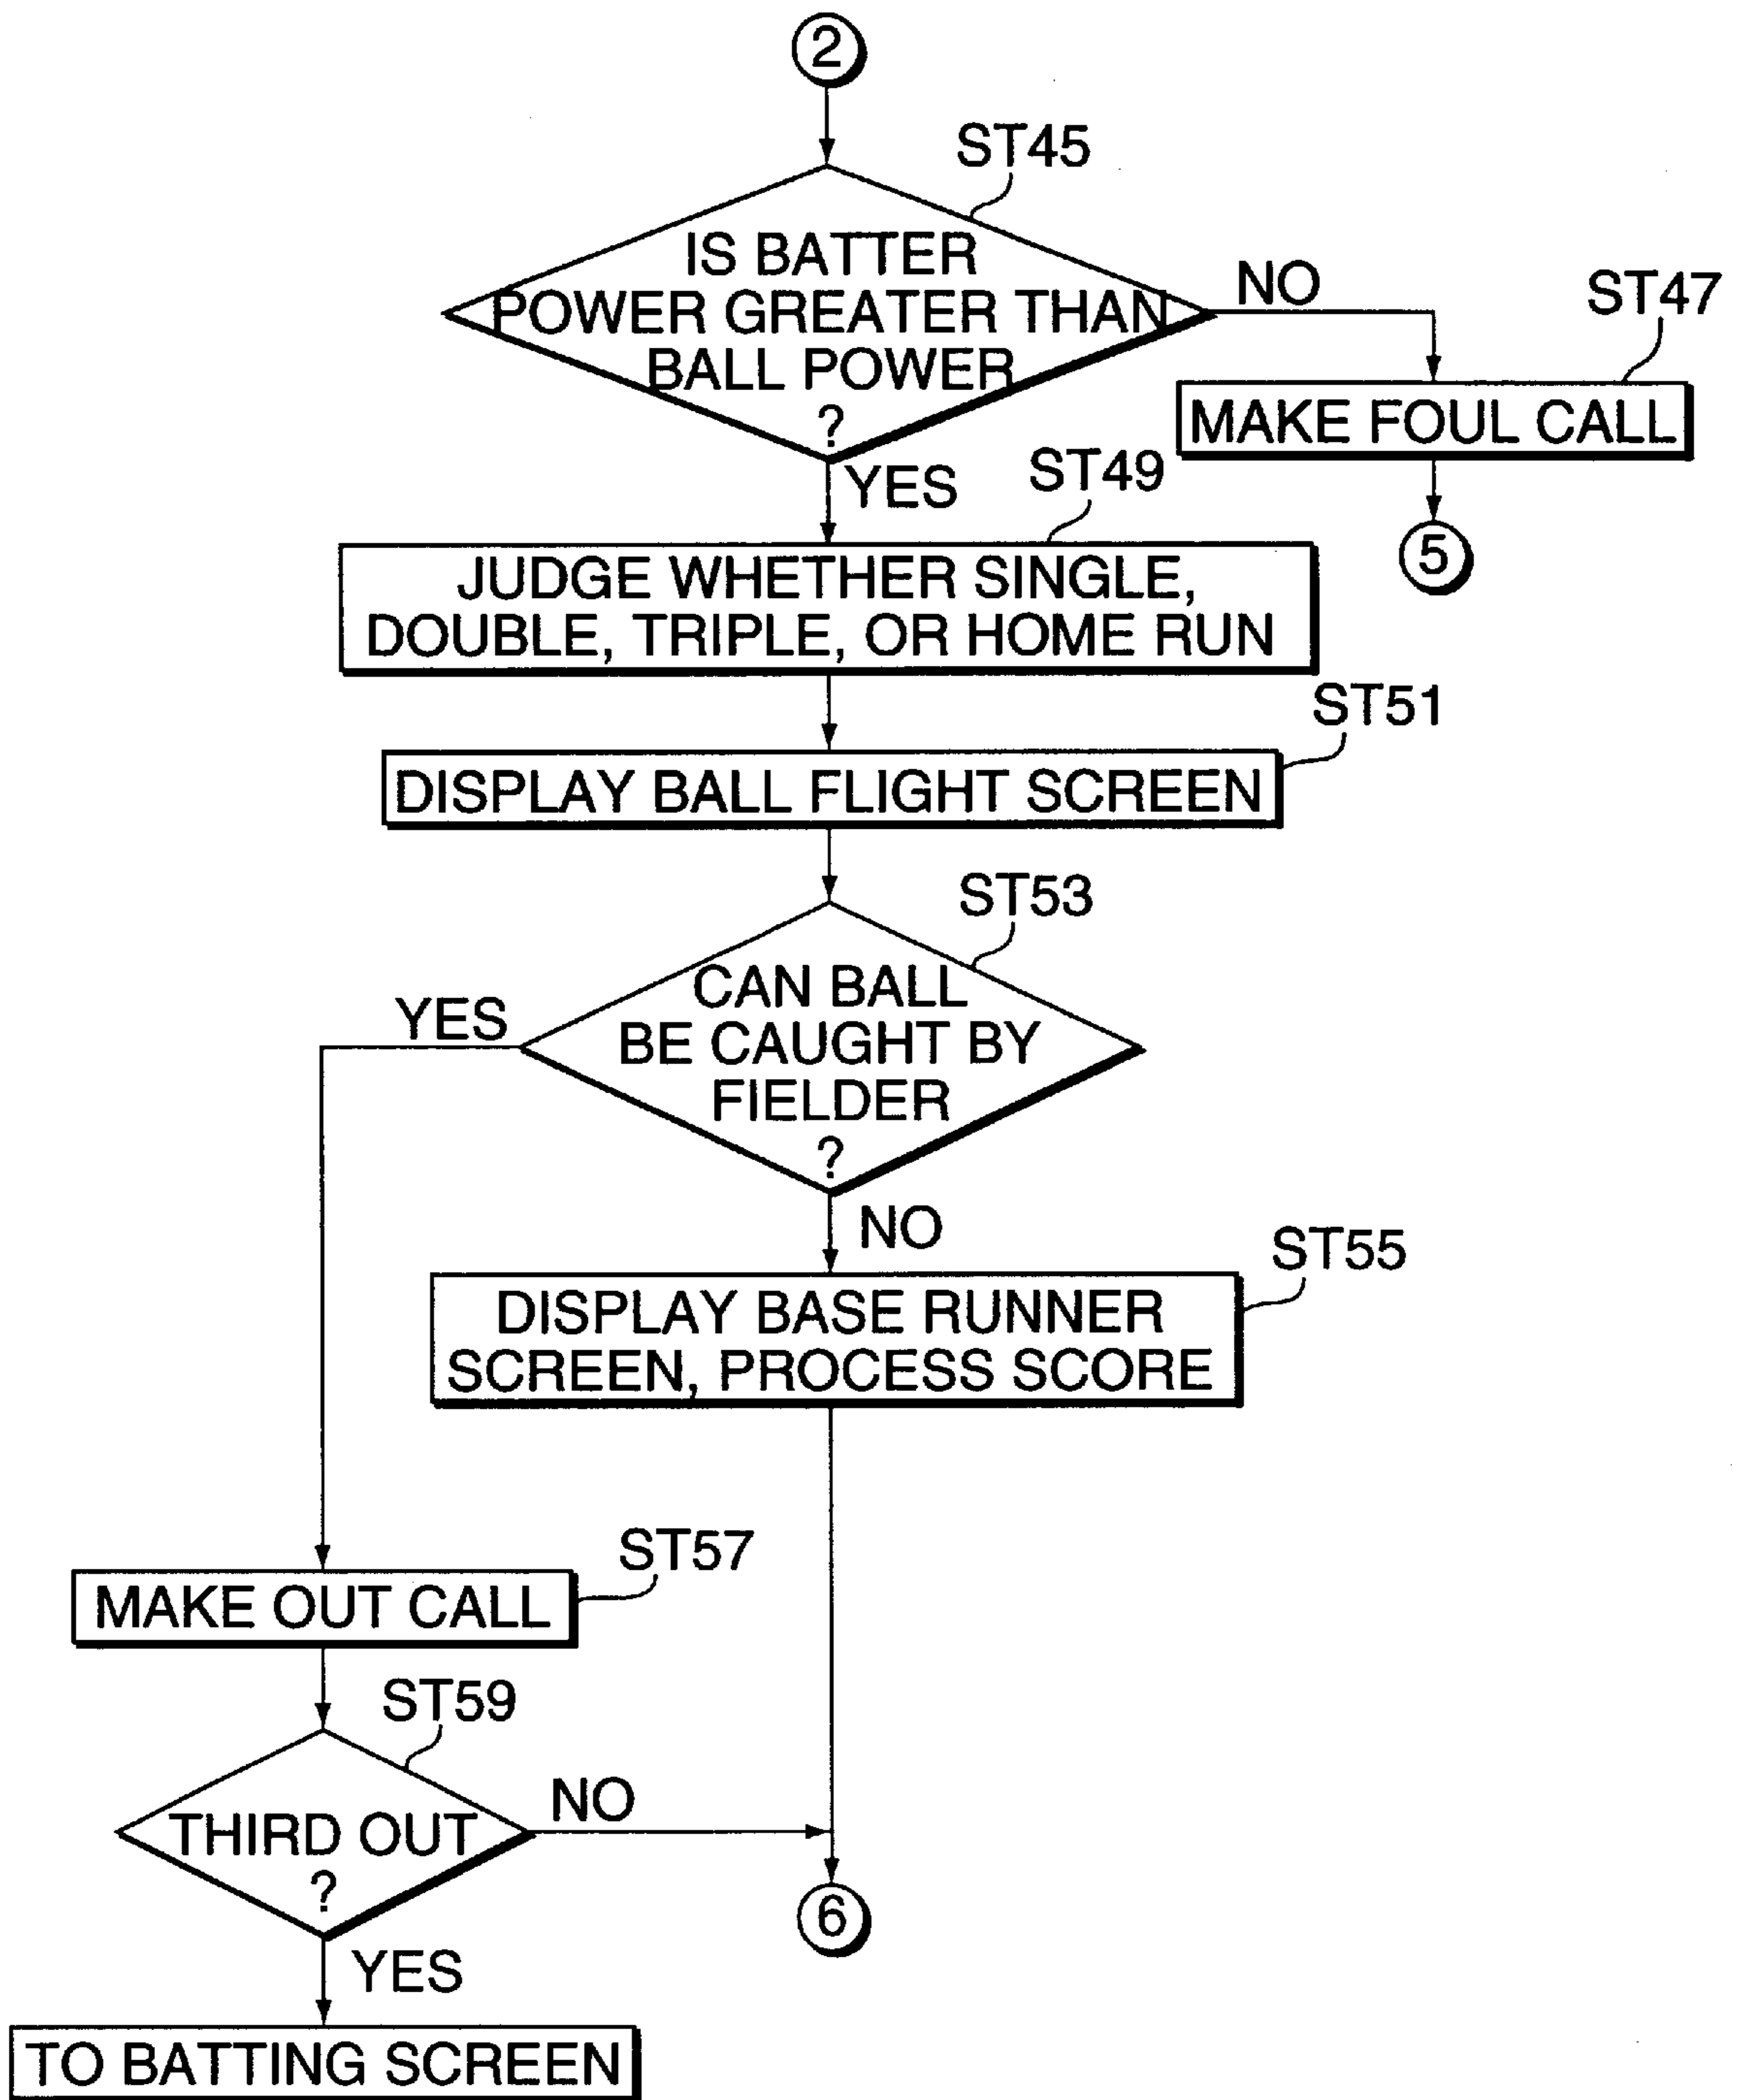 2
ST45
IS BATTER
POWER GREATER THAN
BALL POWER
?
NO
ST47
MAKE FOUL CALL
5
YES
ST49
JUDGE WHETHER SINGLE,
DOUBLE, TRIPLE, OR HOME RUN
ST51
DISPLAY BALL FLIGHT SCREEN
ST53
CAN BALL
BE CAUGHT BY
FIELDER
?
YES
NO
ST55
DISPLAY BASE RUNNER
SCREEN, PROCESS SCORE
ST57
MAKE OUT CALL
ST59
THIRD OUT
?
NO
6
YES
TO BATTING SCREEN